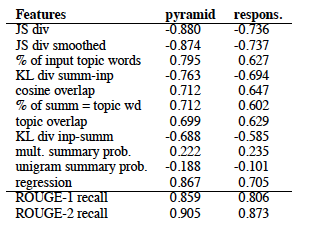 Features pyramid respons.
JS div -0.880 -0.736
JS div smoothed -0.874 -0.737
% of input topic words 0.795 0.627
KL div summ-inp -0.763 -0.694
cosine overlap 0.712 0.647
% of summ = topic wd 0.712 0.602
topic overlap 0.699 0.629
KL div inp-summ -0.688 -0.585
mult. summary prob. 0.222 0.235
unigram summary prob. -0.188 -0.101
regression 0.867 0.705
ROUGE-1 recall 0.859 0.806
ROUGE-2 recall 0.905 0.873